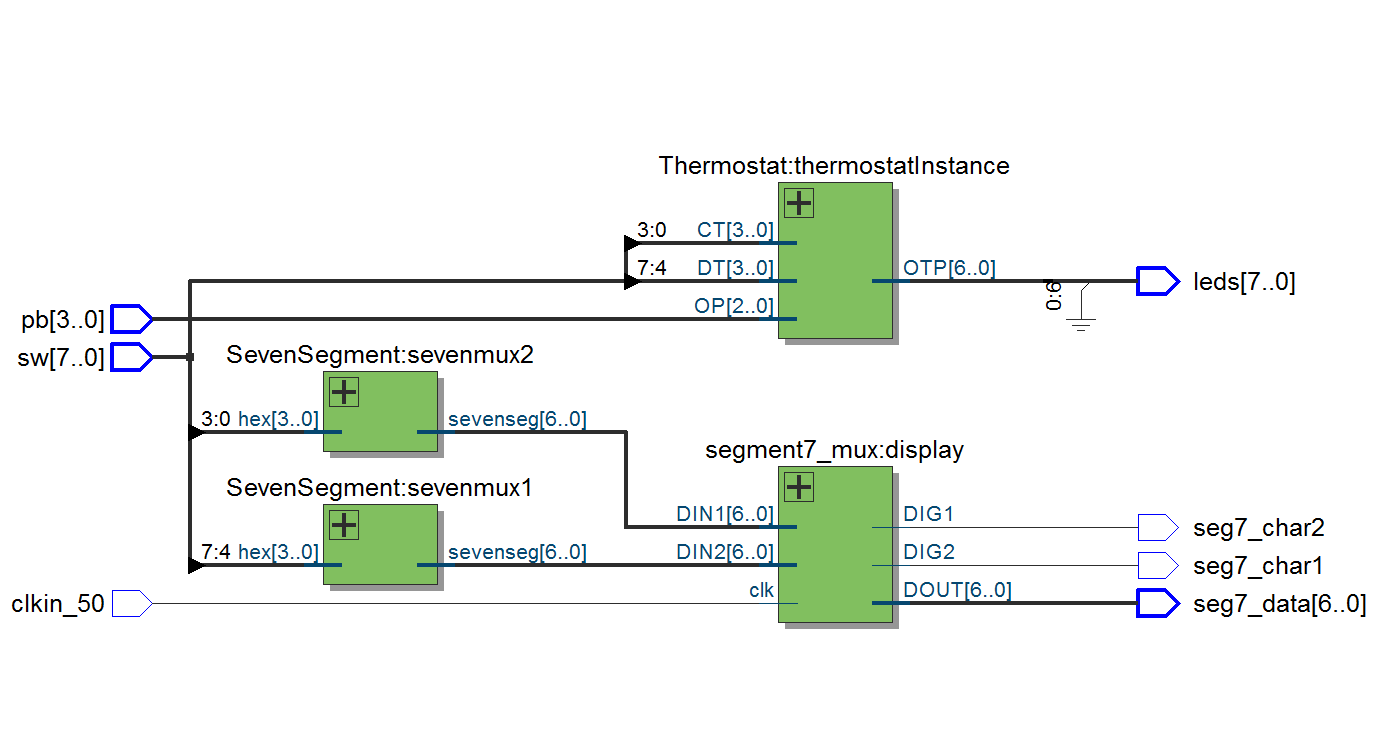 Thermostat:thermostatInstance
3:0 CT[3..0]
7:4 DT[3..0]
OP[2..0]
OTP[6..0]
0:6
leds[7..0]
pb[3..0]
sw[7..0]
SevenSegment:sevenmux2
3:0 hex[3..0]
sevenseg[6..0]
SevenSegment:sevenmux1
7:4 hex[3..0]
sevenseg[6..0]
clkin_50
segment7_mux:display
DIN1[6..0]
DIN2[6..0]
clk
DIG1
DIG2
DOUT[6..0]
seg7_char2
seg7_char1
seg7_data[6..0]